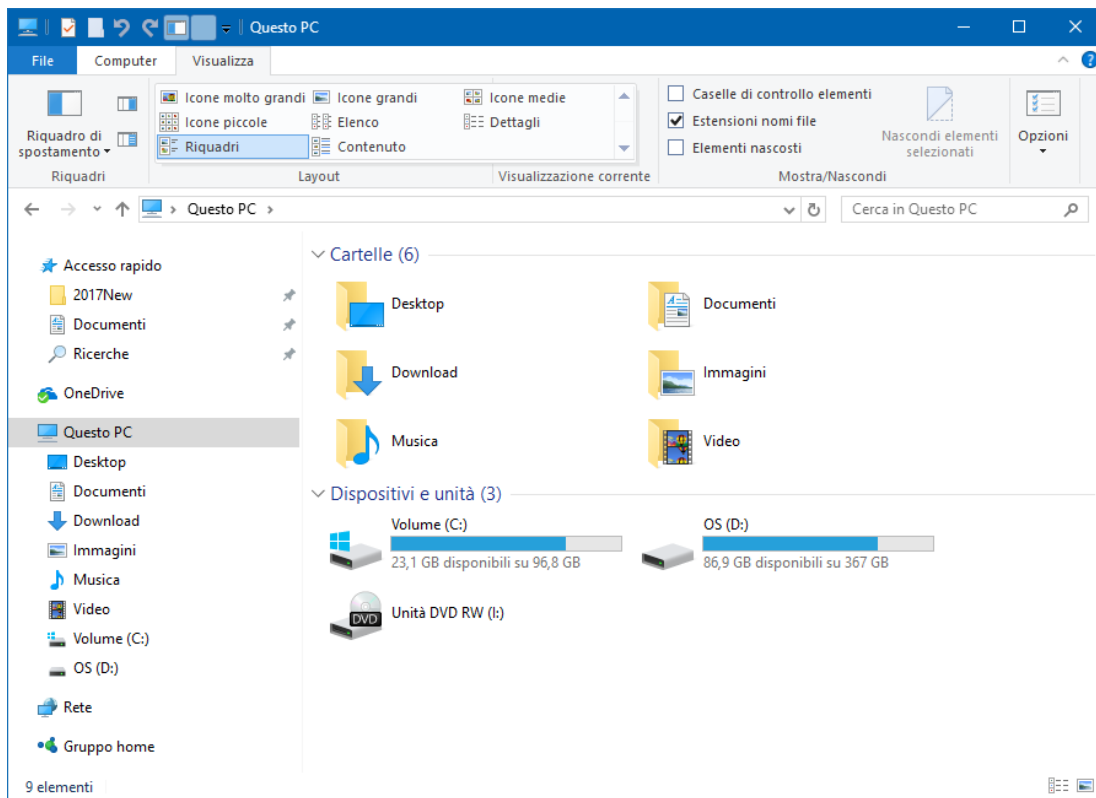 Questo PC
File Computer Visualizza
Riquadro di spostamento
Icone molto grandi Icone grandi Icone medie
Icone piccole Elenco Dettagli
Riquadri Contenuto
Caselle di controllo elementi
Estensioni nomi file
Elementi nascosti
Nascondi elementi selezionati
Opzioni
Riquadri Layout Visualizzazione corrente Mostra/Nascondi
Questo PC
Cerca in Questo PC
Accesso rapido
2017New
Documenti
Ricerche
OneDrive
Questo PC
Desktop
Documenti
Download
Immagini
Musica
Video
Volume (C:)
OS (D:)
Rete
Gruppo home
Cartelle (6)
Desktop
Documenti
Download
Immagini
Musica
Video
Dispositivi e unità (3)
Volume (C:)
23,1 GB disponibili su 96,8 GB
OS (D:)
86,9 GB disponibili su 367 GB
DVD
Unità DVD RW (I:)
9 elementi